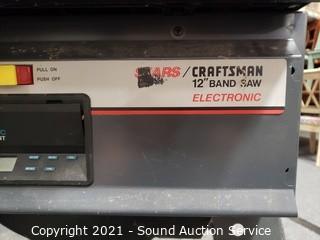 PULL ON
PUSH OFF
SEARS / CRAFTSMAN
12" BAND SAW
ELECTRONIC
Copyright 2021 - Sound Auction Service